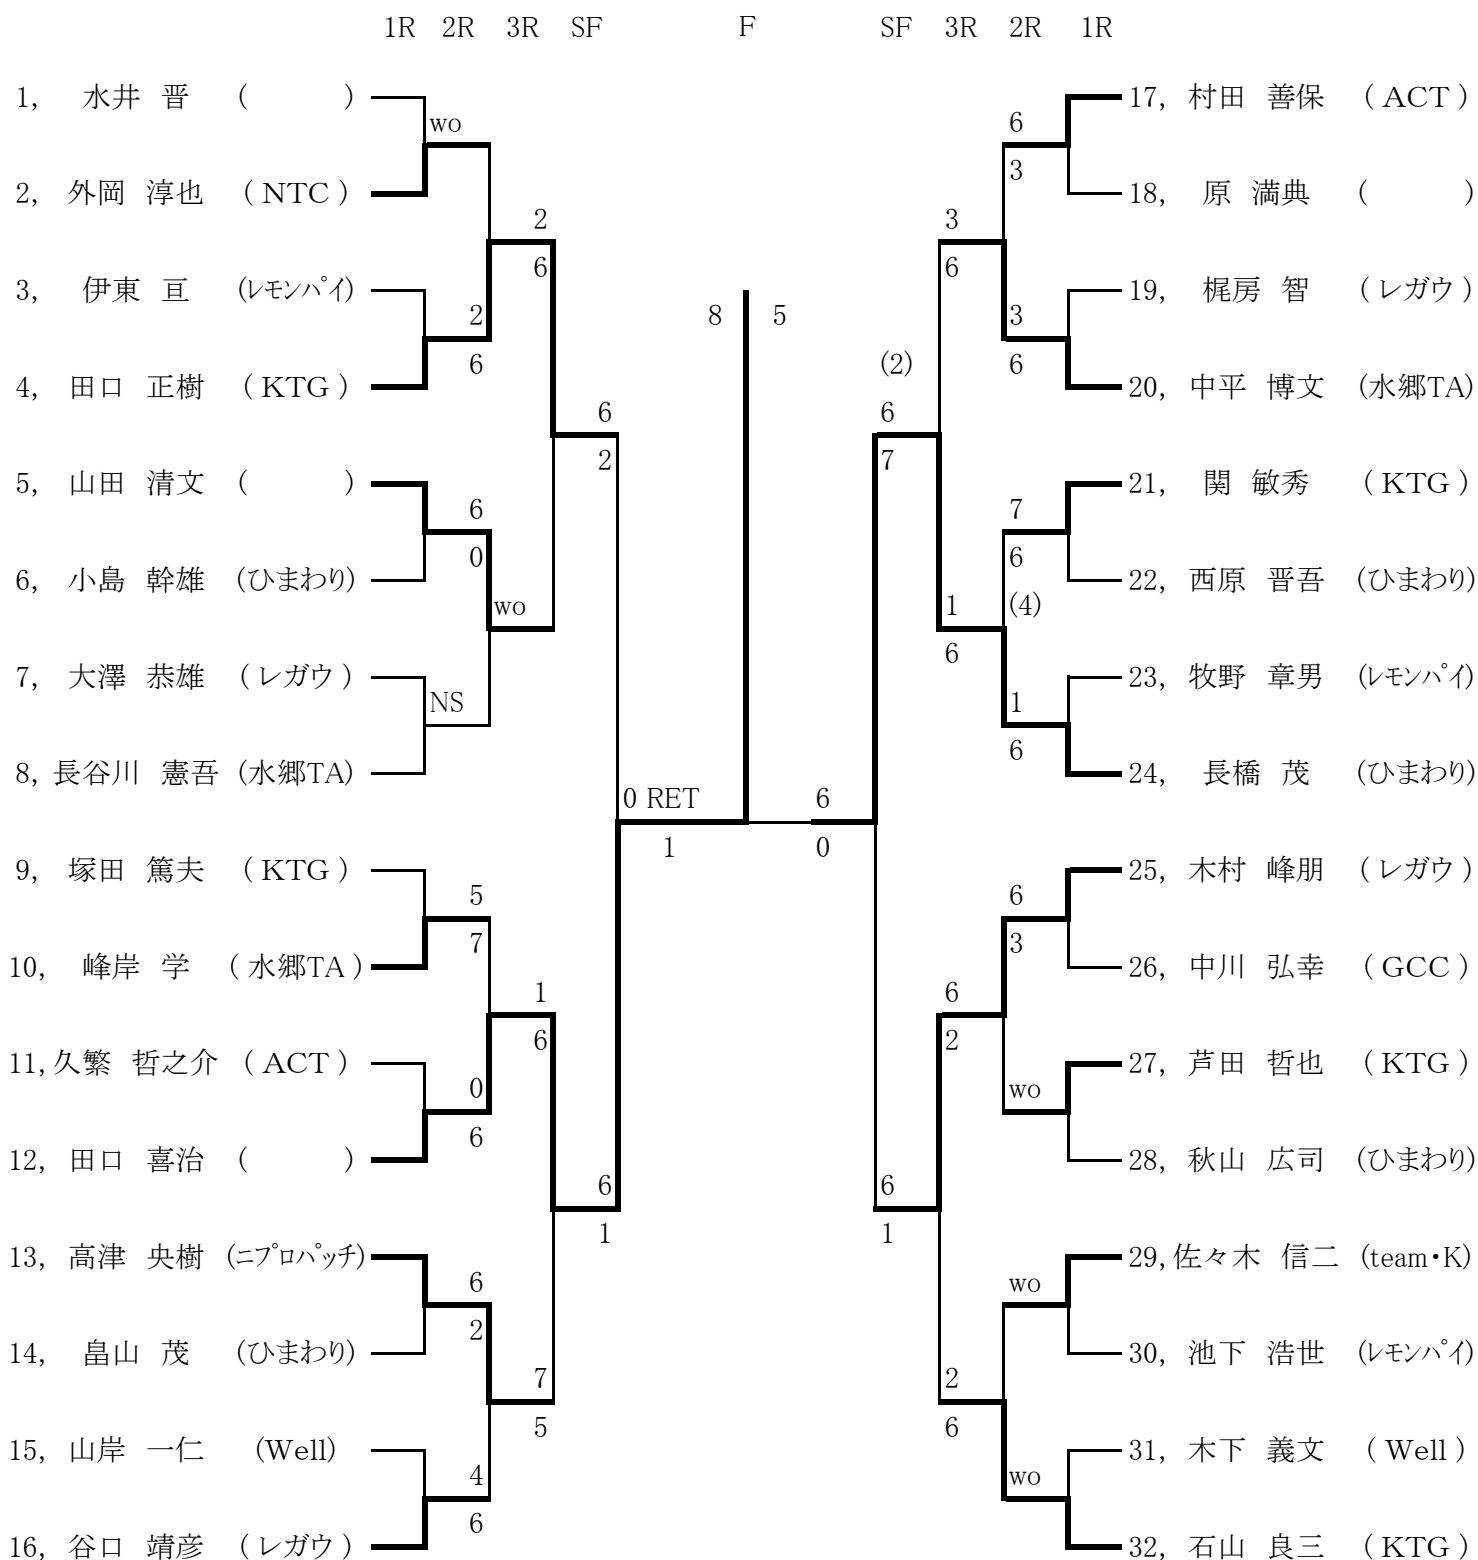 1R 2R 3R SF F SF 3R 2R 1R
1, 水井 晋 ( ) 17, 村田 善保 ( ACT )
wo 6
3
2, 外岡 淳也 ( NTC ) 18, 原 満典 ( )
2 3
6 6
3, 伊東 亘 (レモンパイ) 19, 梶房 智 ( レガウ )
2 8 5 3
6 (2) 6
4, 田口 正樹 ( KTG ) 20, 中平 博文 (水郷TA)
6 6
2 7
5, 山田 清文 ( ) 21, 関 敏秀 ( KTG )
6 7
0 6
6, 小島 幹雄 (ひまわり) 22, 西原 晋吾 (ひまわり)
wo 1 (4)
6
7, 大澤 恭雄 ( レガウ ) 23, 牧野 章男 (レモンパイ)
NS 1
6
8, 長谷川 憲吾 (水郷TA) 24, 長橋 茂 (ひまわり)
0 RET 6
1 0
9, 塚田 篤夫 ( KTG ) 25, 木村 峰朋 ( レガウ )
5 6
7 3
10, 峰岸 学 ( 水郷TA ) 26, 中川 弘幸 ( GCC )
1 6
6 2
11, 久繁 哲之介 ( ACT ) 27, 芦田 哲也 ( KTG )
0 wo
6
12, 田口 喜治 ( ) 28, 秋山 広司 (ひまわり)
6 6
1 1
13, 高津 央樹 (ニプロパッチ) 29, 佐々木 信二 (team・K)
6 wo
2
14, 畠山 茂 (ひまわり) 30, 池下 浩世 (レモンパイ)
7 2
5 6
15, 山岸 一仁 (Well) 31, 木下 義文 ( Well )
4 wo
6
16, 谷口 靖彦 ( レガウ ) 32, 石山 良三 ( KTG )